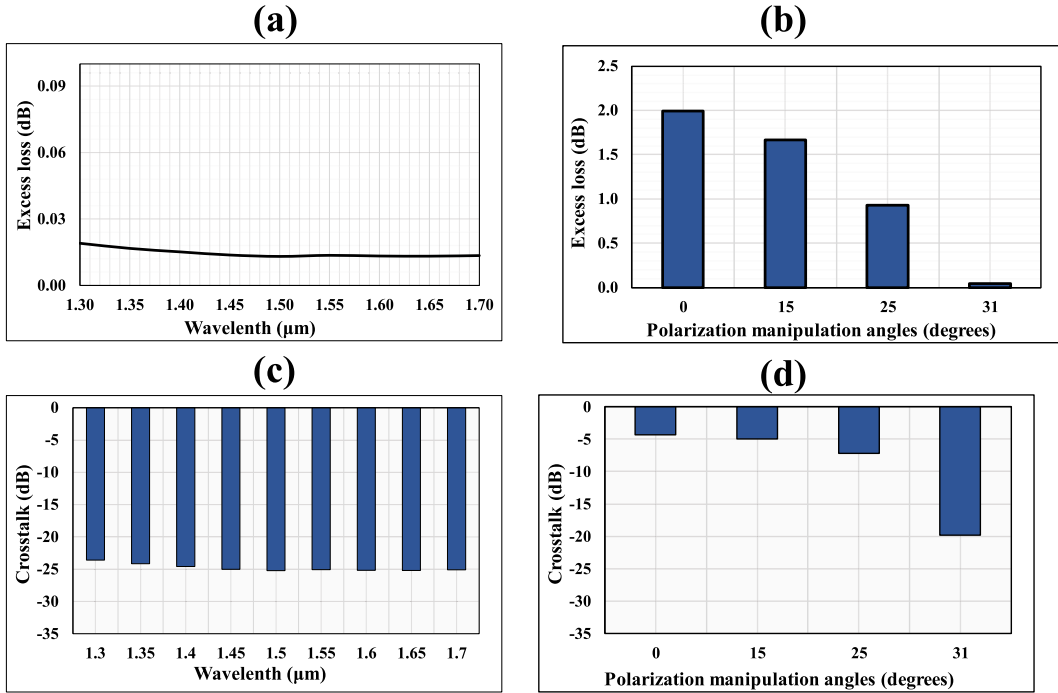 (a)
0.09
0.06
0.03
0.00
Excess loss (dB)
1.30 1.35 1.40 1.45 1.50 1.55 1.60 1.65 1.70
Wavelenth (μm)
(b)
2.5
2.0
1.5
1.0
0.5
0.0
Excess loss (dB)
0 15 25 31
Polarization manipulation angles (degrees)
(c)
0
-5
-10
-15
-20
-25
-30
-35
Crosstalk (dB)
1.3 1.35 1.4 1.45 1.5 1.55 1.6 1.65 1.7
Wavelenth (μm)
(d)
0
-5
-10
-15
-20
-25
-30
-35
Crosstalk (dB)
0 15 25 31
Polarization manipulation angles (degrees)